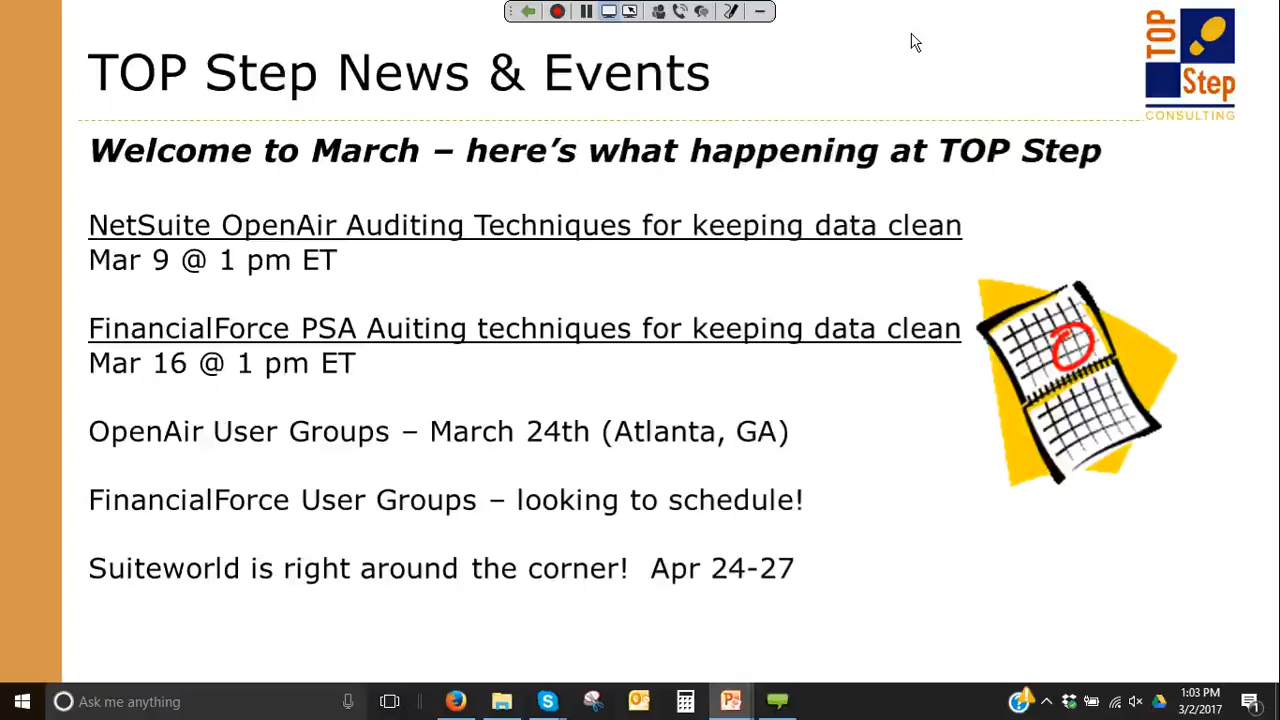 TOP Step News & Events
TOP
Step
CONSULTING
Welcome to March – here’s what happening at TOP Step
NetSuite OpenAir Auditing Techniques for keeping data clean
Mar 9 @ 1 pm ET
FinancialForce PSA Auiting techniques for keeping data clean
Mar 16 @ 1 pm ET
OpenAir User Groups – March 24th (Atlanta, GA)
FinancialForce User Groups – looking to schedule!
Suiteworld is right around the corner!  Apr 24-27
Ask me anything
1:03 PM
3/2/2017